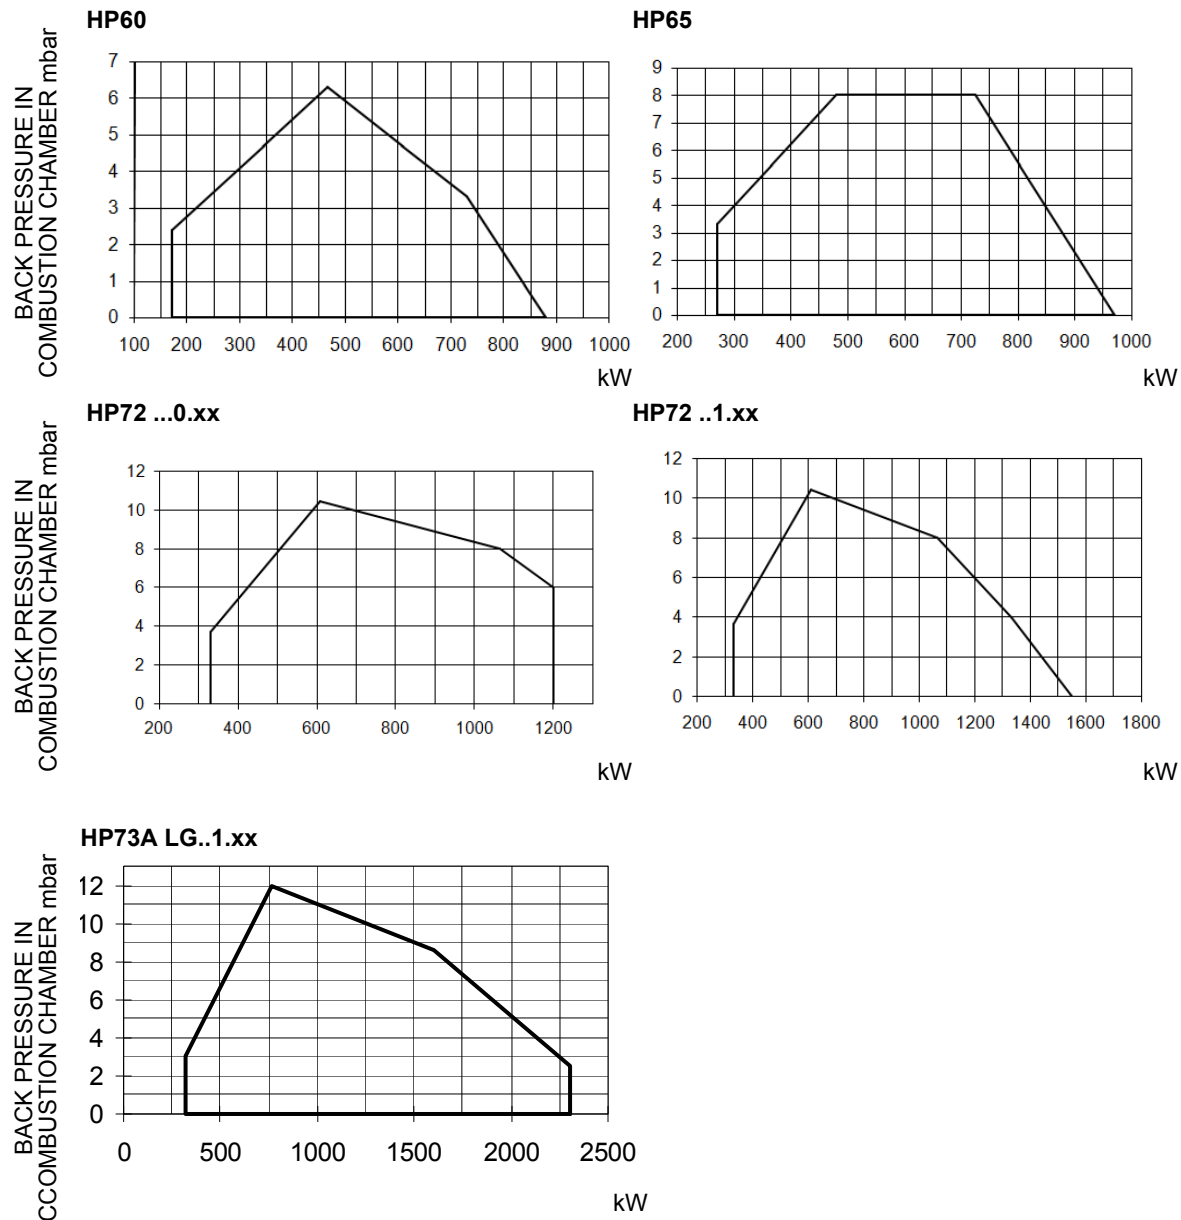 HP60
HP65
BACK PRESSURE IN
COMBUSTION CHAMBER mbar
7
6
5
4
3
2
1
0
100 200 300 400 500 600 700 800 900 1000
kW
9
8
7
6
5
4
3
2
1
0
200 300 400 500 600 700 800 900 1000
kW
HP72 ...0.xx
HP72 ..1.xx
BACK PRESSURE IN
COMBUSTION CHAMBER mbar
12
10
8
6
4
2
0
200 400 600 800 1000 1200
kW
12
10
8
6
4
2
0
200 400 600 800 1000 1200 1400 1600 1800
kW
HP73A LG..1.xx
BACK PRESSURE IN
CCOMBUSTION CHAMBER mbar
12
10
8
6
4
2
0
0 500 1000 1500 2000 2500
kW